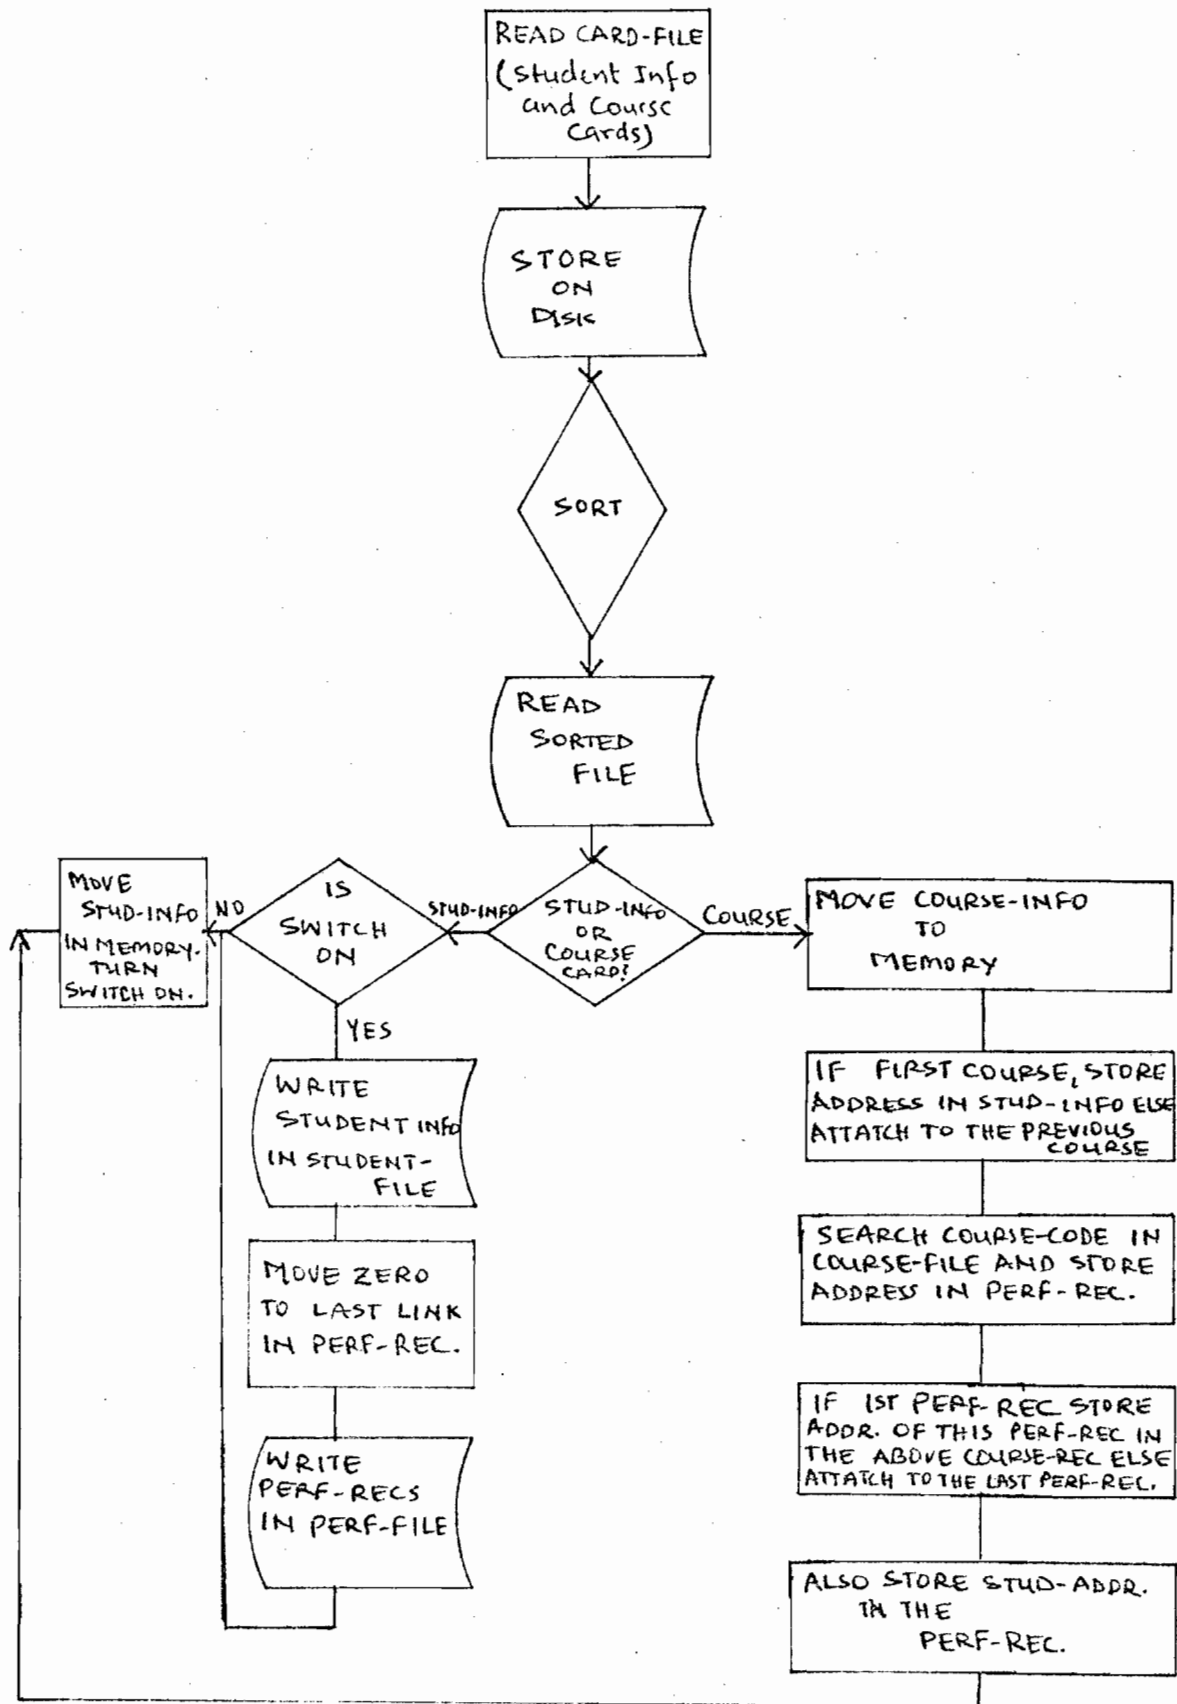 READ CARD-FILE
(Student Info
and Course
Cards)
STORE
ON
DISK
SORT
READ
SORTED
FILE
STUD-INFO
OR
COURSE
CARD?
STUD-INFO
COURSE
IS
SWITCH
ON
NO
YES
MOVE
STUD-INFO
IN MEMORY.
TURN
SWITCH ON.
WRITE
STUDENT INFO
IN STUDENT-
FILE
MOVE ZERO
TO LAST LINK
IN PERF-REC.
WRITE
PERF-RECS
IN PERF-FILE
MOVE COURSE-INFO
TO
MEMORY
IF FIRST COURSE, STORE
ADDRESS IN STUD-INFO ELSE
ATTATCH TO THE PREVIOUS
COURSE
SEARCH COURSE-CODE IN
COURSE-FILE AND STORE
ADDRESS IN PERF-REC.
IF 1ST PERF-REC STORE
ADDR. OF THIS PERF-REC IN
THE ABOVE COURSE-REC ELSE
ATTATCH TO THE LAST PERF-REC.
ALSO STORE STUD-ADDR.
IN THE
PERF-REC.